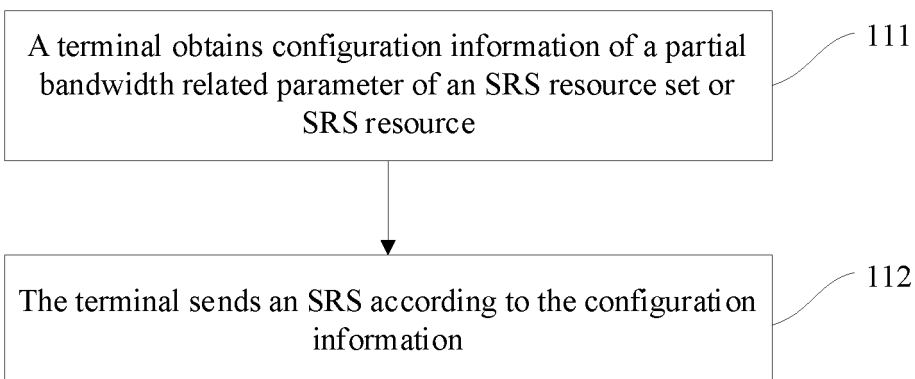 A terminal obtains configuration information of a partial
bandwidth related parameter of an SRS resource set or
SRS resource
111
The terminal sends an SRS according to the configuration
information
112